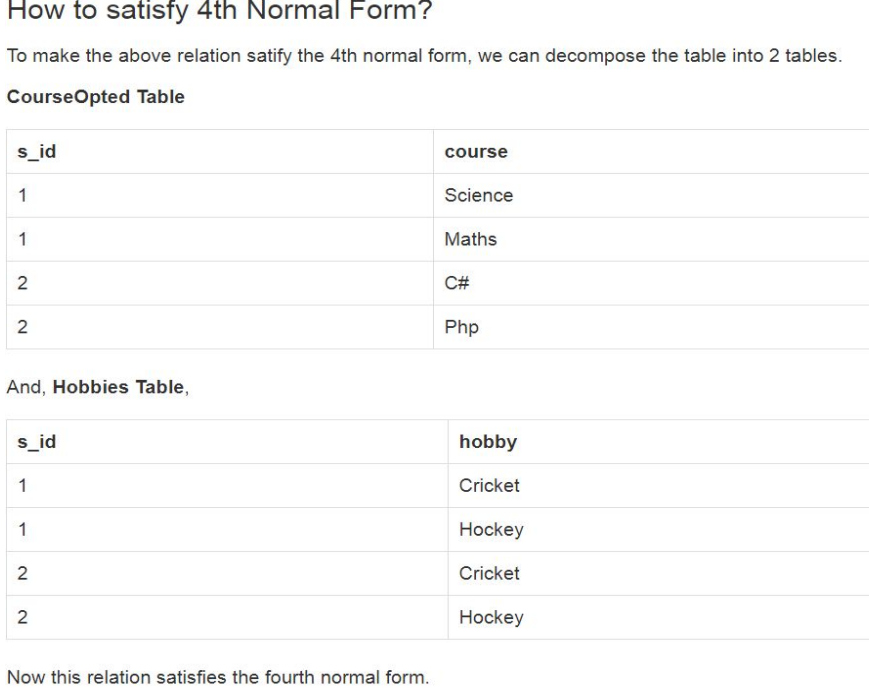 How to satisfy 4th Normal Form?
To make the above relation satify the 4th normal form, we can decompose the table into 2 tables.
CourseOpted Table
s_id course
1 Science
1 Maths
2 C#
2 Php
And, Hobbies Table,
s_id hobby
1 Cricket
1 Hockey
2 Cricket
2 Hockey
Now this relation satisfies the fourth normal form.